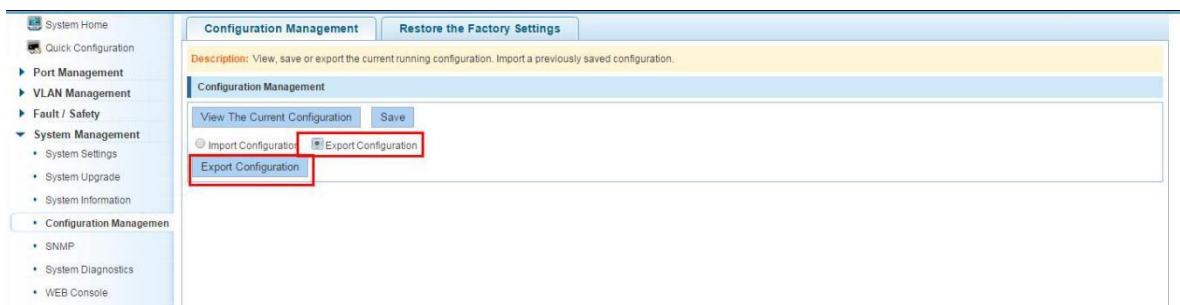 System Home
Quick Configuration
Port Management
VLAN Management
Fault / Safety
System Management
System Settings
System Upgrade
System Information
Configuration Managemen
SNMP
System Diagnostics
WEB Console
Configuration Management
Restore the Factory Settings
Description: View, save or export the current running configuration. Import a previously saved configuration.
Configuration Management
View The Current Configuration
Save
Import Configuration
Export Configuration
Export Configuration